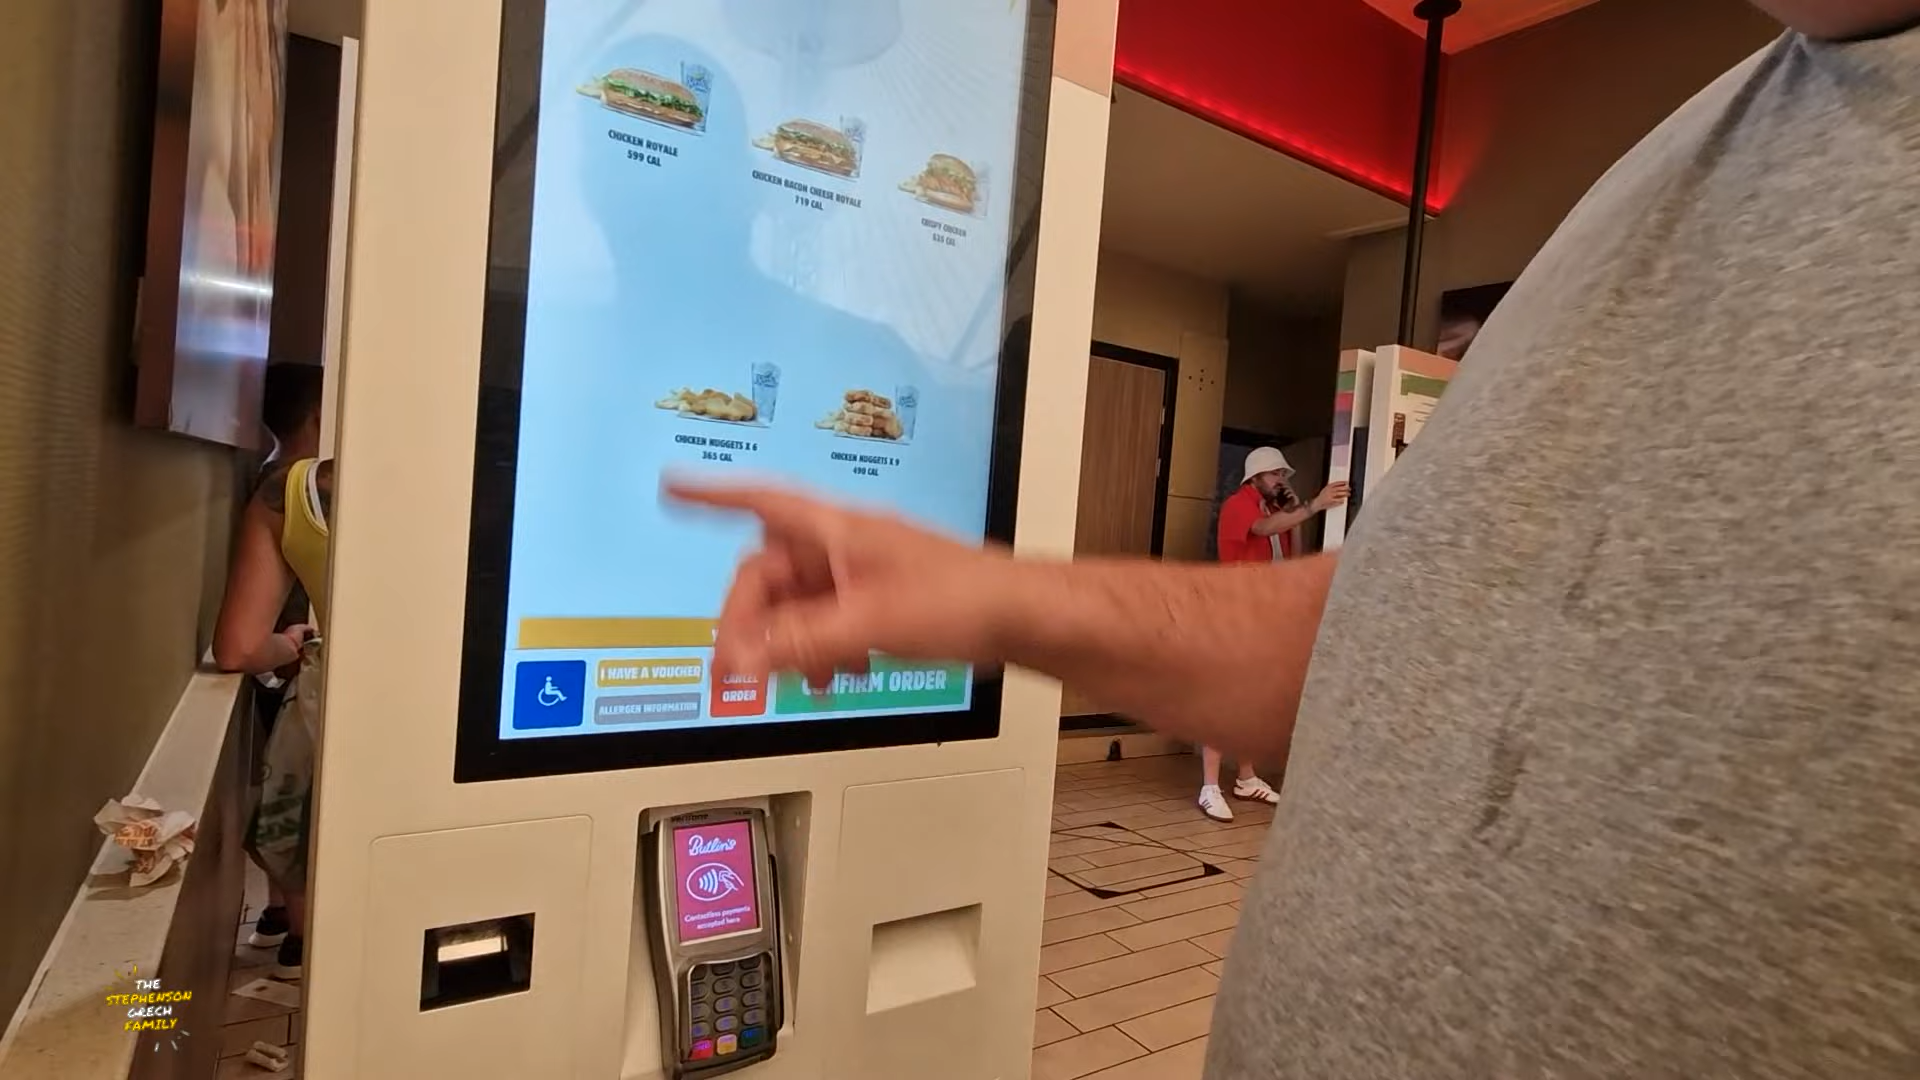 CHICKEN ROYALE
599 CAL
CHICKEN BACON CHEESE ROYALE
719 CAL
CRISPY CHICKEN
CAL
CHICKEN NUGGETS X 6
365 CAL
CHICKEN NUGGETS X 9
490 CAL
I HAVE A VOUCHER
ALLERGEN INFORMATION
CANCEL
ORDER
CONFIRM ORDER
Verifone
Butlin's
Contactless payments
accepted here
THE
STEPHENSON
GRECH
FAMILY